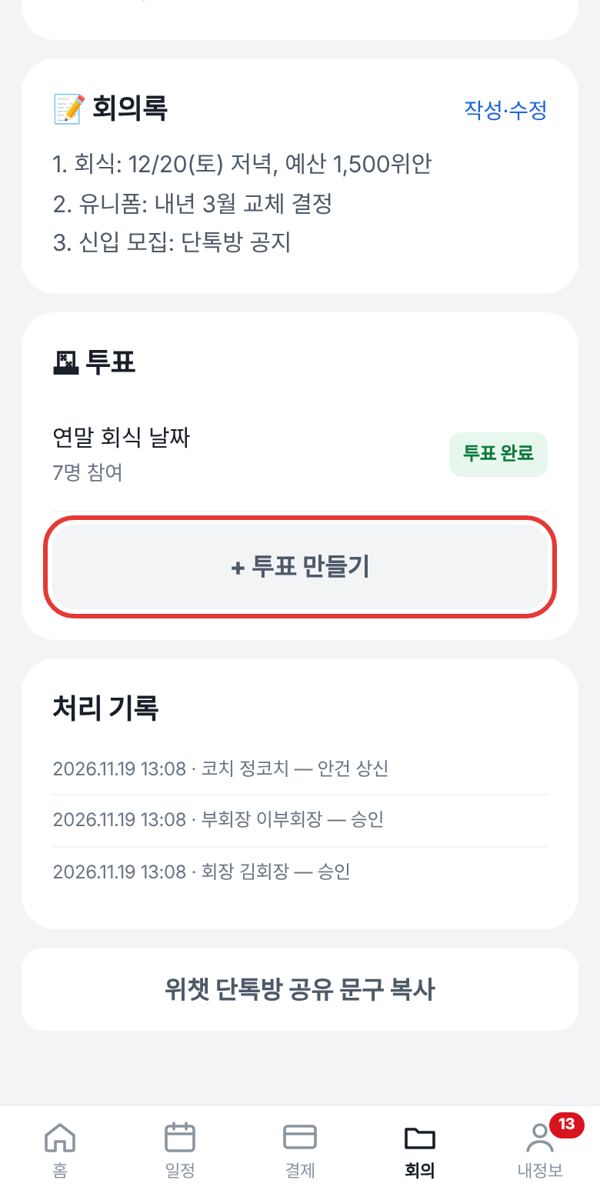 📝 회의록
작성·수정
1. 회식: 12/20(토) 저녁, 예산 1,500위안
2. 유니폼: 내년 3월 교체 결정
3. 신입 모집: 단톡방 공지
🗳 투표
연말 회식 날짜
7명 참여
투표 완료
+ 투표 만들기
처리 기록
2026.11.19 13:08 · 코치 정코치 — 안건 상신
2026.11.19 13:08 · 부회장 이부회장 — 승인
2026.11.19 13:08 · 회장 김회장 — 승인
위챗 단톡방 공유 문구 복사
13
홈
일정
결제
회의
내정보